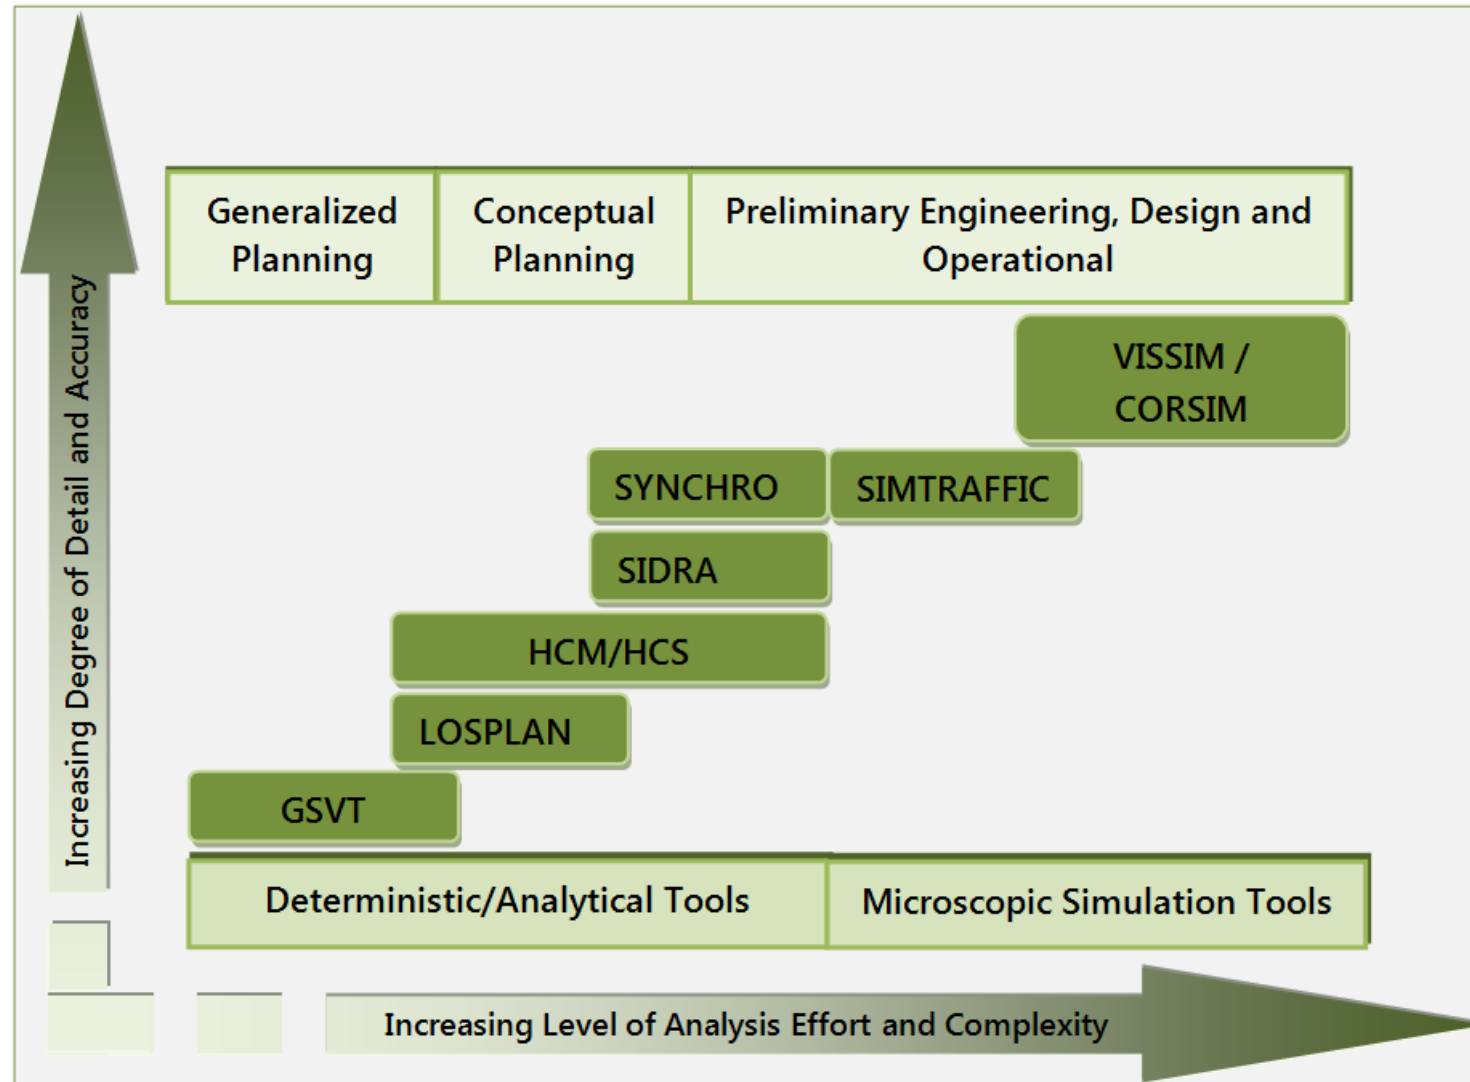 Increasing Degree of Detail and Accuracy
Generalized
Planning
Conceptual
Planning
Preliminary Engineering, Design and
Operational
VISSIM /
CORSIM
SYNCHRO
SIMTRAFFIC
SIDRA
HCM/HCS
LOSPLAN
GSVT
Deterministic/Analytical Tools
Microscopic Simulation Tools
Increasing Level of Analysis Effort and Complexity